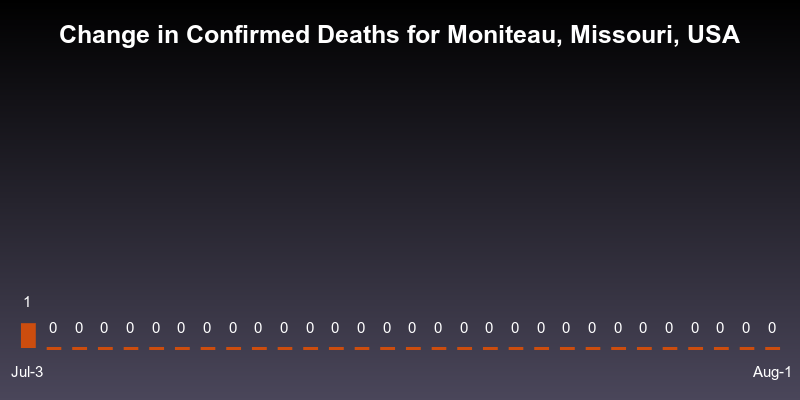 Change in Confirmed Deaths for Moniteau, Missouri, USA
1
0 0 0 0 0 0 0 0 0 0 0 0 0 0 0 0 0 0 0 0 0 0 0 0 0 0 0 0 0
Jul-3 Aug-1